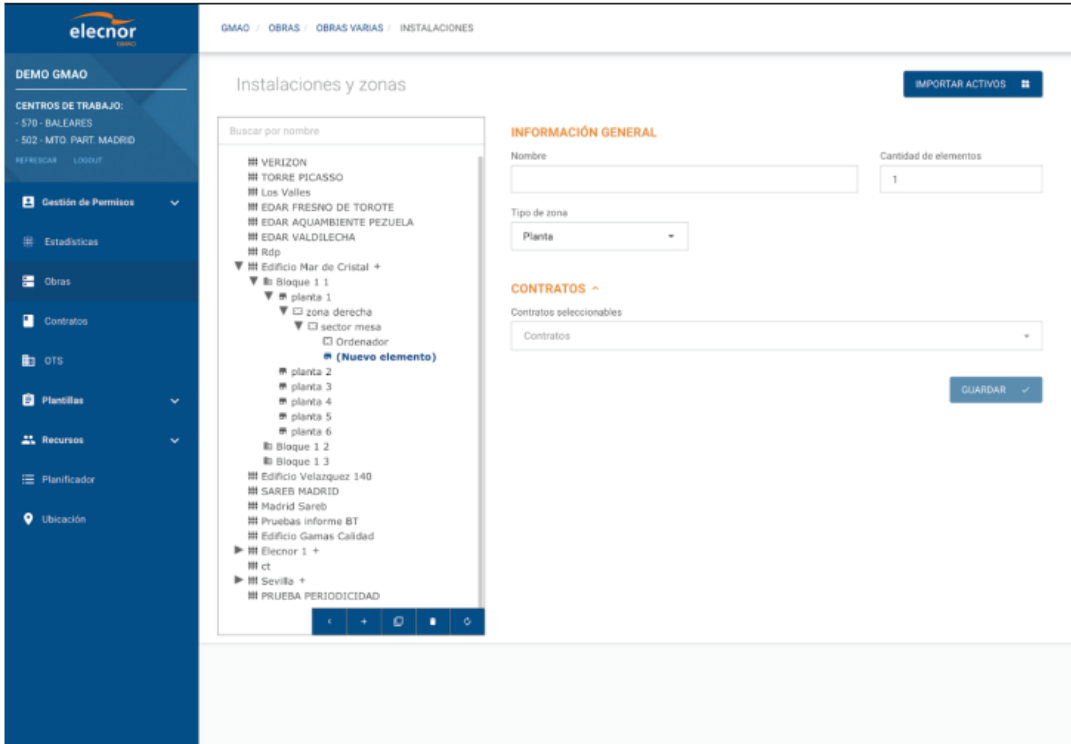 elecnor
GMAO
GMAO / OBRAS / OBRAS VARIAS / INSTALACIONES
DEMO GMAO
CENTROS DE TRABAJO:
- 570 - BALEARES
- 502 - MTO. PART. MADRID
REFRESCAR LOGOUT
Gestión de Permisos
Estadísticas
Obras
Contratos
OTS
Plantillas
Recursos
Planificador
Ubicación
Instalaciones y zonas
IMPORTAR ACTIVOS
Buscar por nombre
VERIZON
TORRE PICASSO
Los Valles
EDAR FRESNO DE TOROTE
EDAR AQUAMBIENTE PEZUELA
EDAR VALDILECHA
Rdp
Edificio Mar de Cristal +
Bloque 1 1
planta 1
zona derecha
sector mesa
Ordenador
(Nuevo elemento)
planta 2
planta 3
planta 4
planta 5
planta 6
Bloque 1 2
Bloque 1 3
Edificio Velazquez 140
SAREB MADRID
Madrid Sareb
Pruebas informe BT
Edificio Gamas Calidad
Elecnor 1 +
ct
Sevilla +
PRUEBA PERIODICIDAD
INFORMACIÓN GENERAL
Nombre
Cantidad de elementos
1
Tipo de zona
Planta
CONTRATOS
Contratos seleccionables
Contratos
GUARDAR